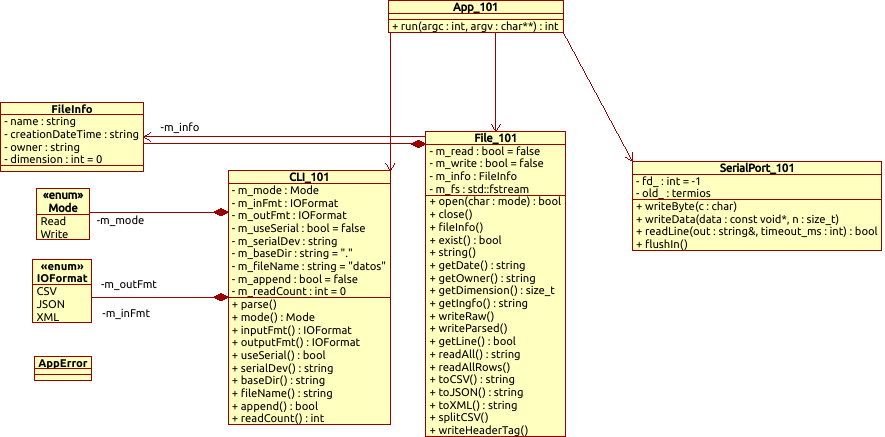 App_101
+ run(argc : int, argv : char**) : int
FileInfo
- name : string
- creationDateTime : string
- owner : string
- dimension : int = 0
-m_info
File_101
- m_read : bool = false
- m_write : bool = false
- m_info : FileInfo
- m_fs : std::fstream
+ open(char : mode) : bool
+ close()
+ fileInfo()
+ exist() : bool
+ string()
+ getDate() : string
+ getOwner() : string
+ getDimension() : size_t
+ getIngfo() : string
+ writeRaw()
+ writeParsed()
+ getLine() : bool
+ readAll() : string
+ readAllRows()
+ toCSV() : string
+ toJSON() : string
+ toXML() : string
+ splitCSV()
+ writeHeaderTag()
SerialPort_101
- fd_ : int = -1
- old_ : termios
+ writeByte(c : char)
+ writeData(data : const void*, n : size_t)
+ readLine(out : string&, timeout_ms : int) : bool
+ flushIn()
CLI_101
- m_mode : Mode
- m_inFmt : IOFormat
- m_outFmt : IOFormat
- m_useSerial : bool = false
- m_serialDev : string
- m_baseDir : string = "."
- m_fileName : string = "datos"
- m_append : bool = false
- m_readCount : int = 0
+ parse()
+ mode() : Mode
+ inputFmt() : IOFormat
+ outputFmt() : IOFormat
+ useSerial() : bool
+ serialDev() : string
+ baseDir() : string
+ fileName() : string
+ append() : bool
+ readCount() : int
«enum»
Mode
Read
Write
-m_mode
«enum»
IOFormat
CSV
JSON
XML
-m_outFmt
-m_inFmt
AppError